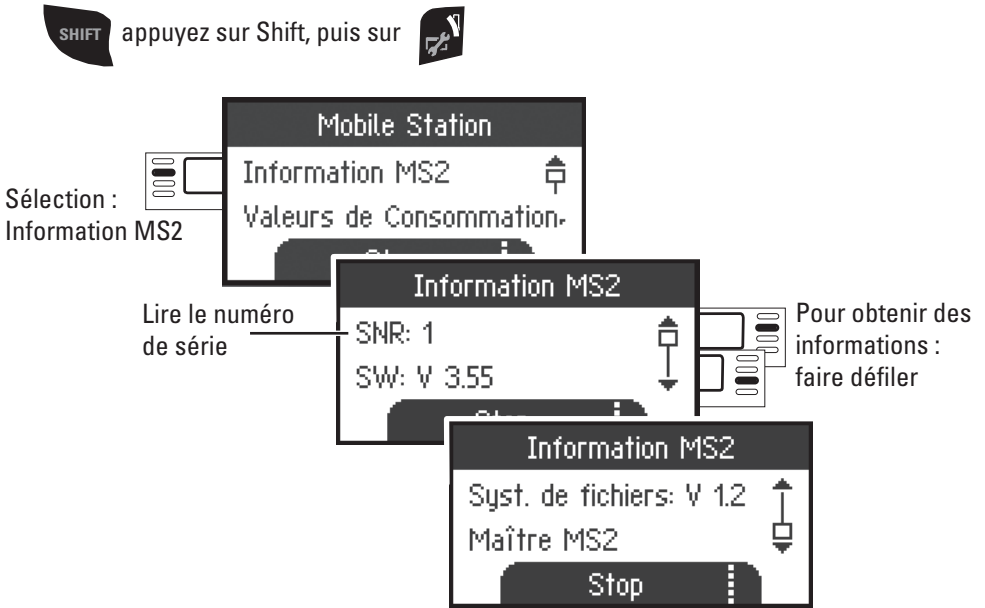 SHIFT appuyez sur Shift, puis sur
Mobile Station
Information MS2
Valeurs de Consommation
Sélection :
Information MS2
Information MS2
SNR: 1
SW: V 3.55
Stop
Lire le numéro
de série
Pour obtenir des
informations :
faire défiler
Information MS2
Syst. de fichiers: V 1.2
Maître MS2
Stop